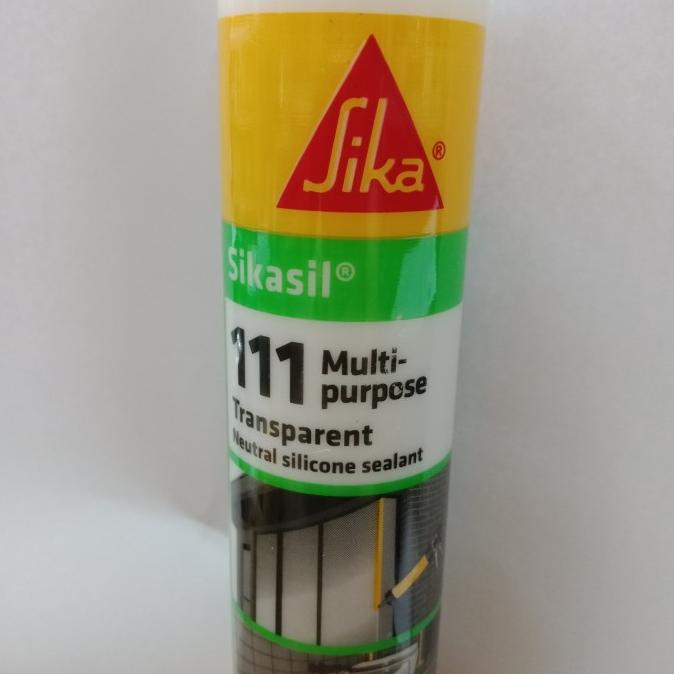 Sika®
Sikasil®
111 Multi-
purpose
Transparent
Neutral silicone sealant